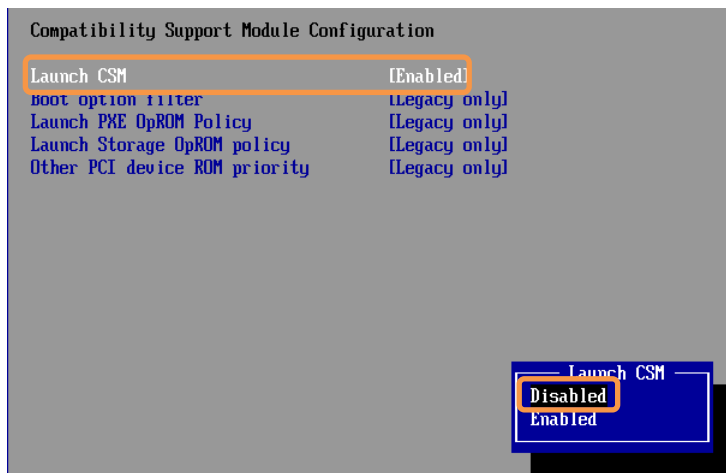 Compatibility Support Module Configuration
Launch CSM [Enabled]
Boot option filter [Legacy only]
Launch PXE OpROM Policy [Legacy only]
Launch Storage OpROM policy [Legacy only]
Other PCI device ROM priority [Legacy only]
Launch CSM
Disabled
Enabled